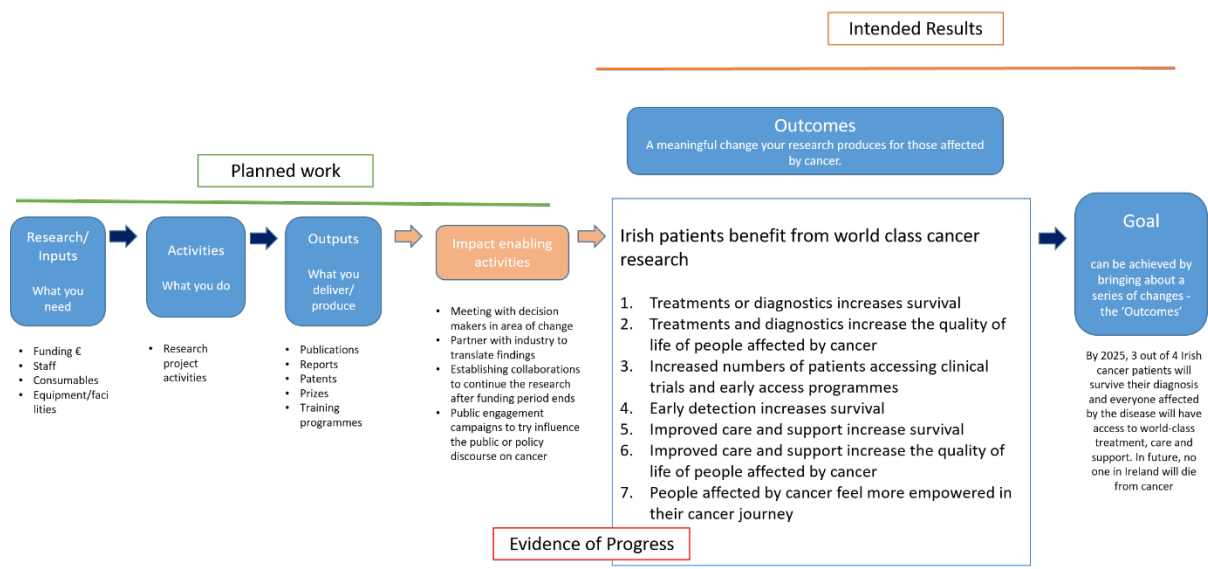 Intended Results
Outcomes
A meaningful change your research produces for those affected
by cancer.
Planned work
Research/
Inputs
What you
need
• Funding €
• Staff
• Consumables
• Equipment/faci
lities
Activities
What you do
• Research
project
activities
Outputs
What you
deliver/
produce
• Publications
• Reports
• Patents
• Prizes
• Training
programmes
Impact enabling
activities
• Meeting with decision
makers in area of change
• Partner with industry to
translate findings
• Establishing collaborations
to continue the research
after funding period ends
• Public engagement
campaigns to try influence
the public or policy
discourse on cancer
Irish patients benefit from world class cancer
research
1. Treatments or diagnostics increases survival
2. Treatments and diagnostics increase the quality of
life of people affected by cancer
3. Increased numbers of patients accessing clinical
trials and early access programmes
4. Early detection increases survival
5. Improved care and support increase survival
6. Improved care and support increase the quality of
life of people affected by cancer
7. People affected by cancer feel more empowered in
their cancer journey
Goal
can be achieved by
bringing about a
series of changes -
the ‘Outcomes’
By 2025, 3 out of 4 Irish
cancer patients will
survive their diagnosis
and everyone affected
by the disease will have
access to world-class
treatment, care and
support. In future, no
one in Ireland will die
from cancer
Evidence of Progress